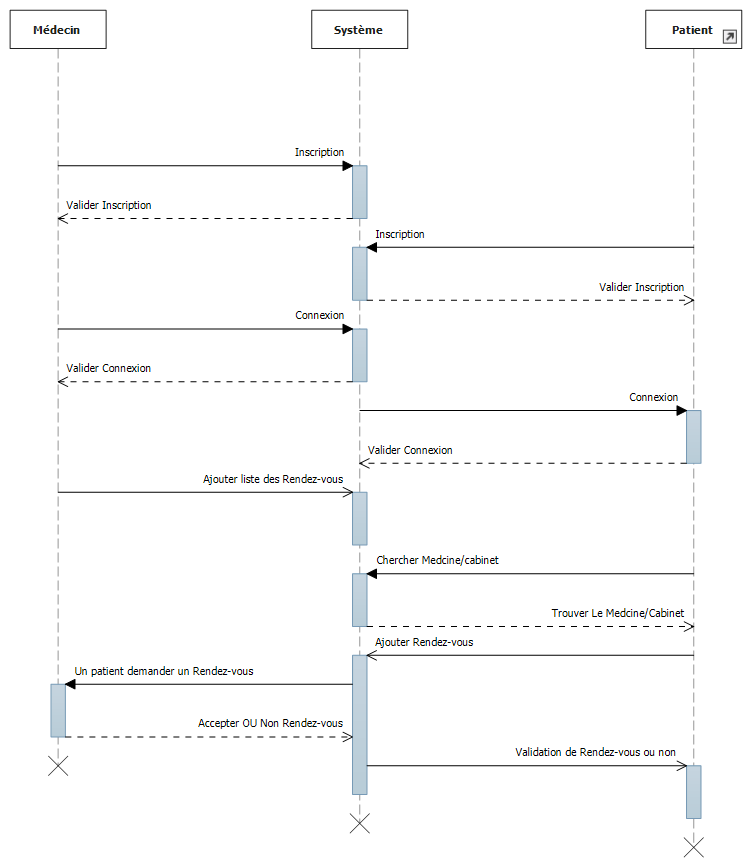 Médecin
Système
Patient
Inscription
Valider Inscription
Inscription
Valider Inscription
Connexion
Valider Connexion
Connexion
Valider Connexion
Ajouter liste des Rendez-vous
Chercher Medcine/cabinet
Trouver Le Medcine/Cabinet
Ajouter Rendez-vous
Un patient demander un Rendez-vous
Accepter OU Non Rendez-vous
Validation de Rendez-vous ou non